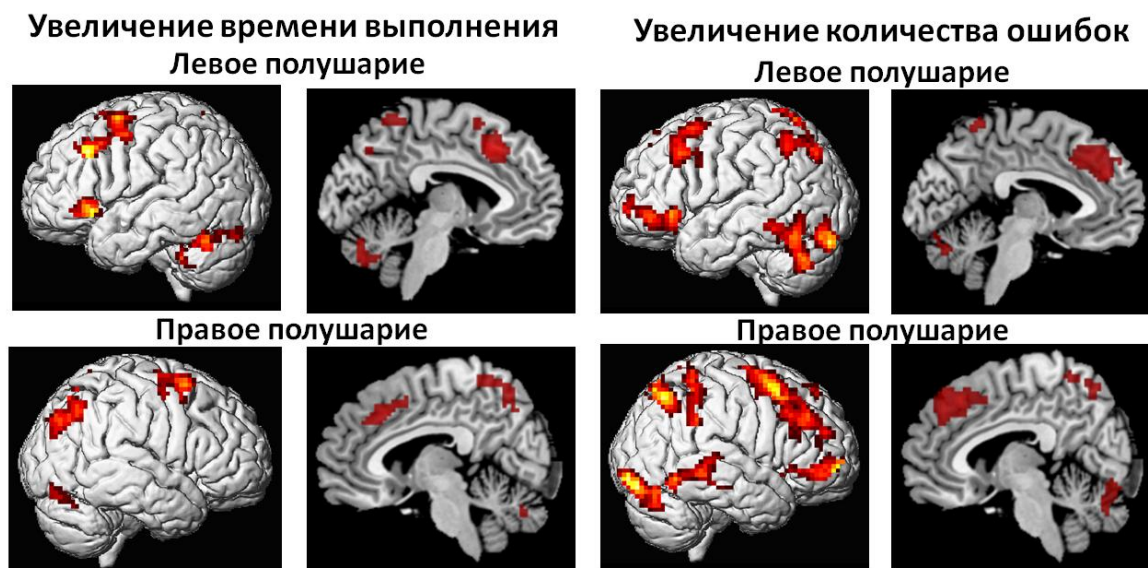 Увеличение времени выполнения
Левое полушарие
Правое полушарие
Увеличение количества ошибок
Левое полушарие
Правое полушарие